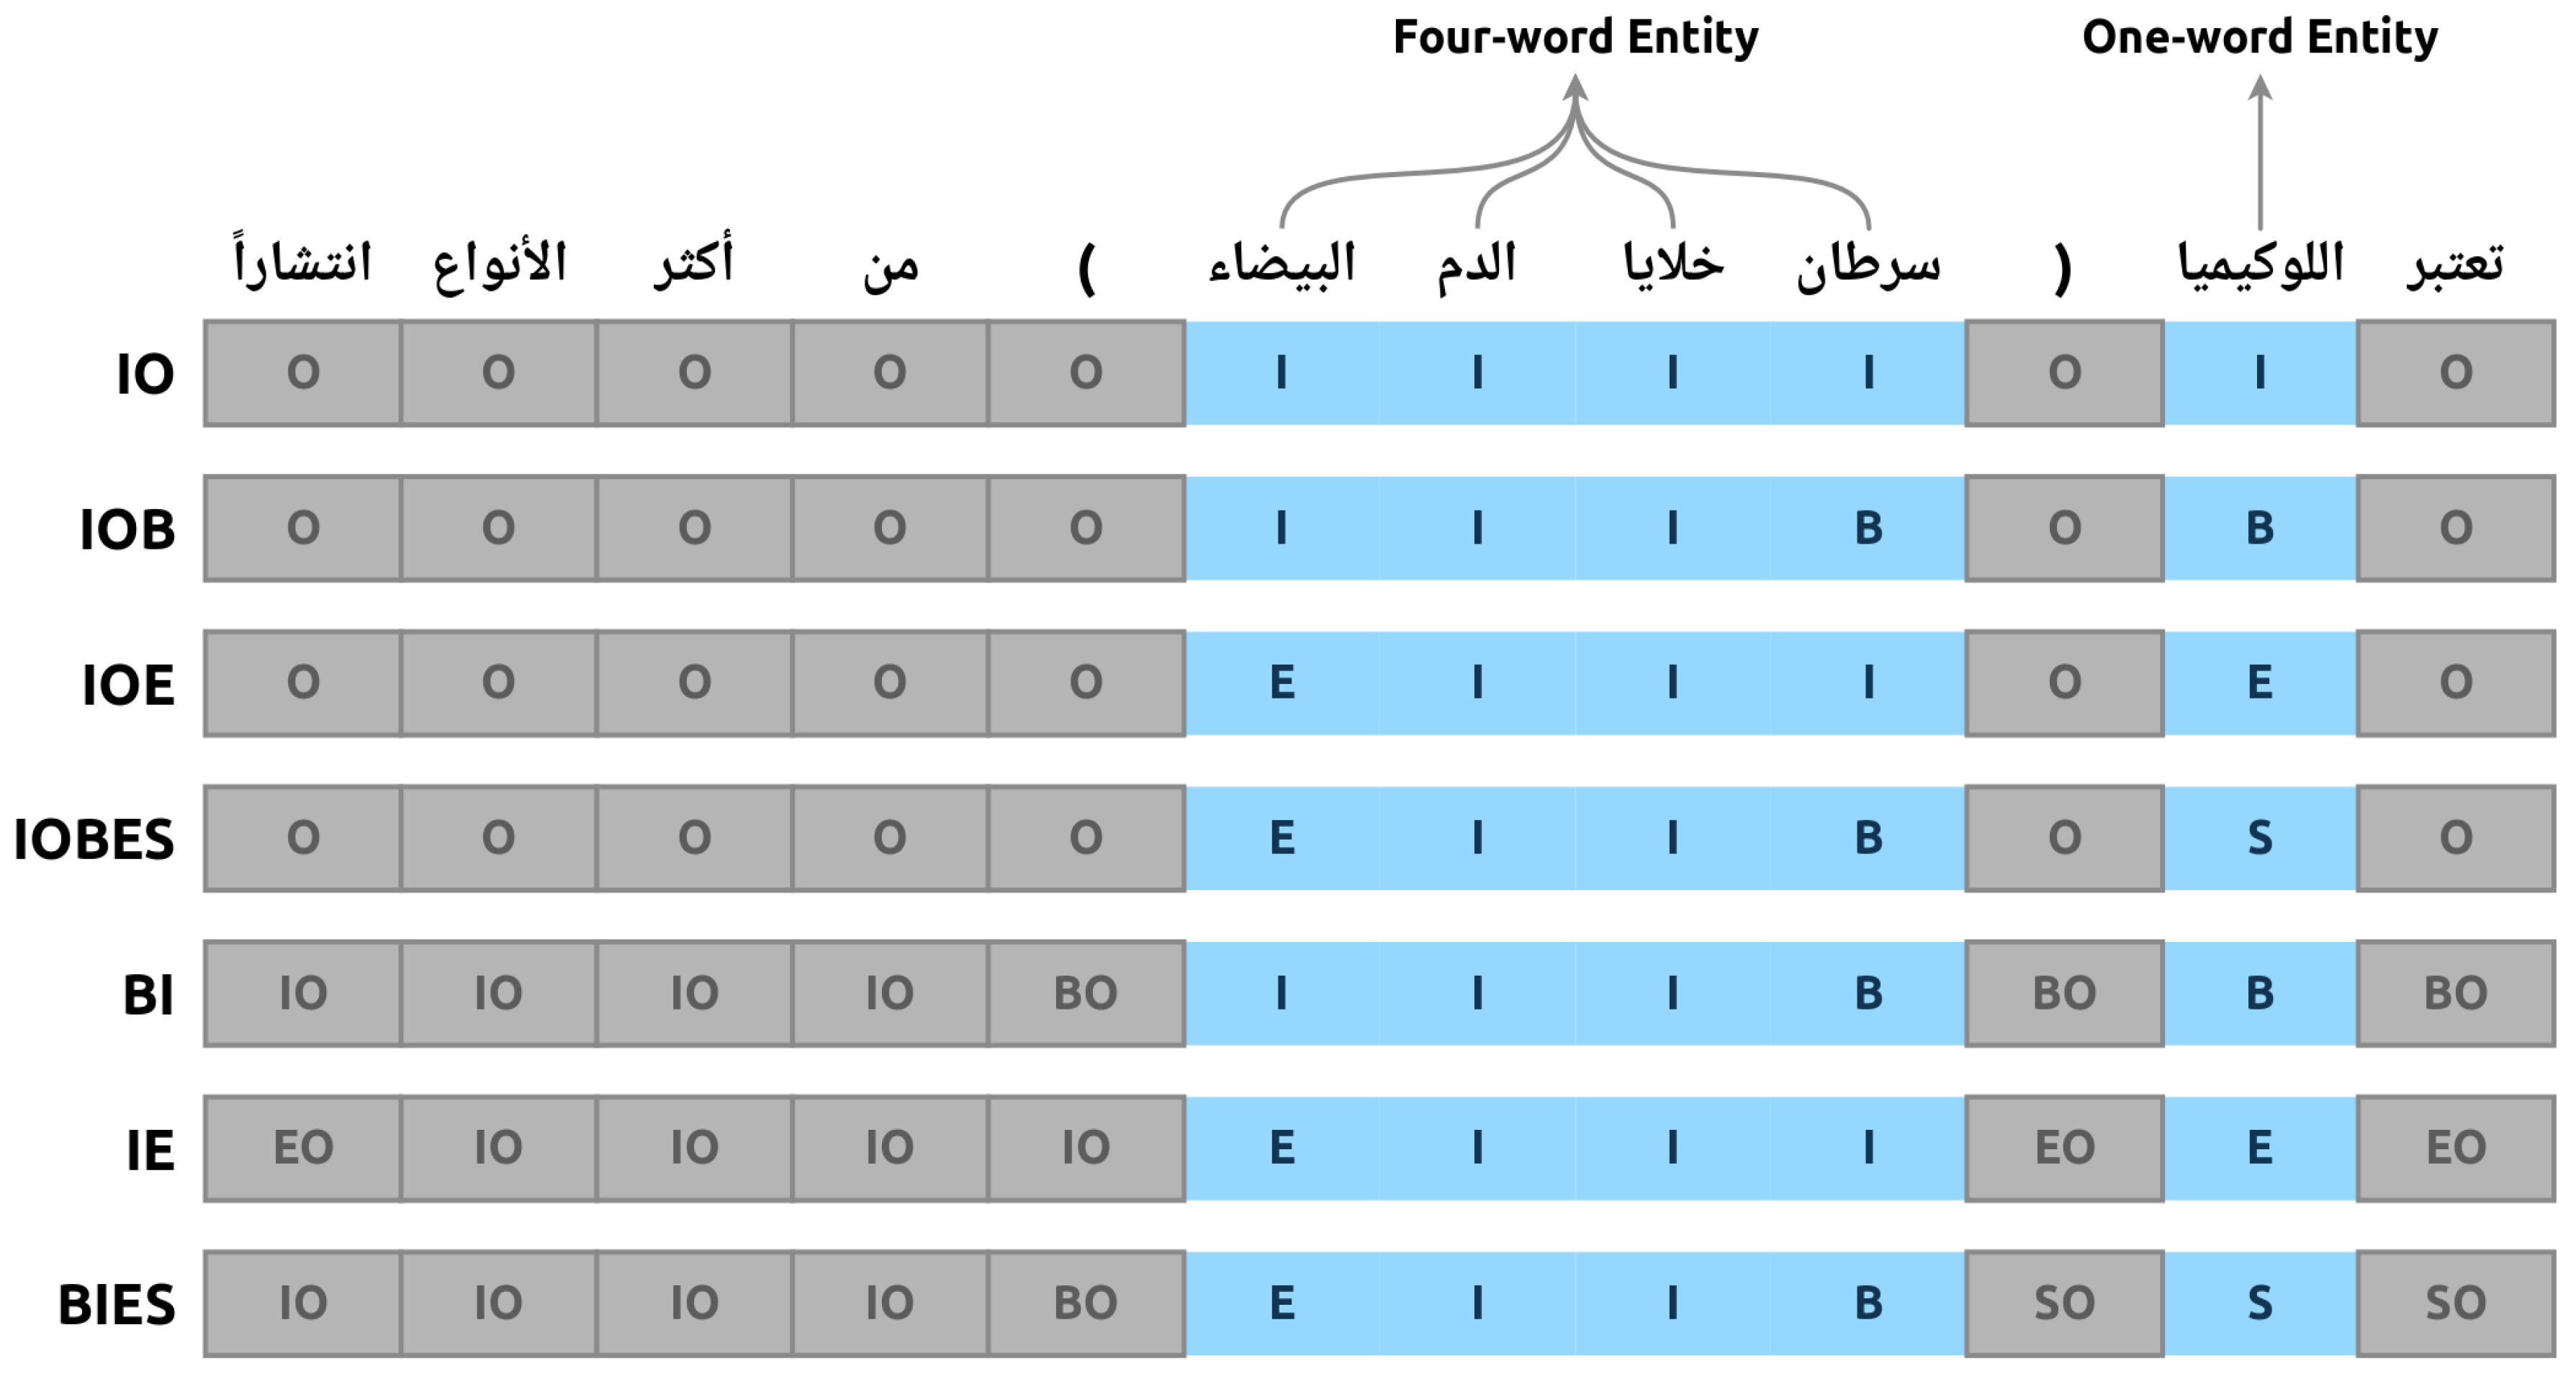 Four-word Entity One-word Entity
تعتبر اللوكيميا ( سرطان خلايا الدم البيضاء ) من أكثر الأنواع انتشاراً
IO O O O O O I I I I O I O
IOB O O O O O I I I B O B O
IOE O O O O O E I I I O E O
IOBES O O O O O E I I B O S O
BI IO IO IO IO BO I I I B BO B BO
IE EO IO IO IO IO E I I I EO E EO
BIES IO IO IO IO BO E I I B SO S SO